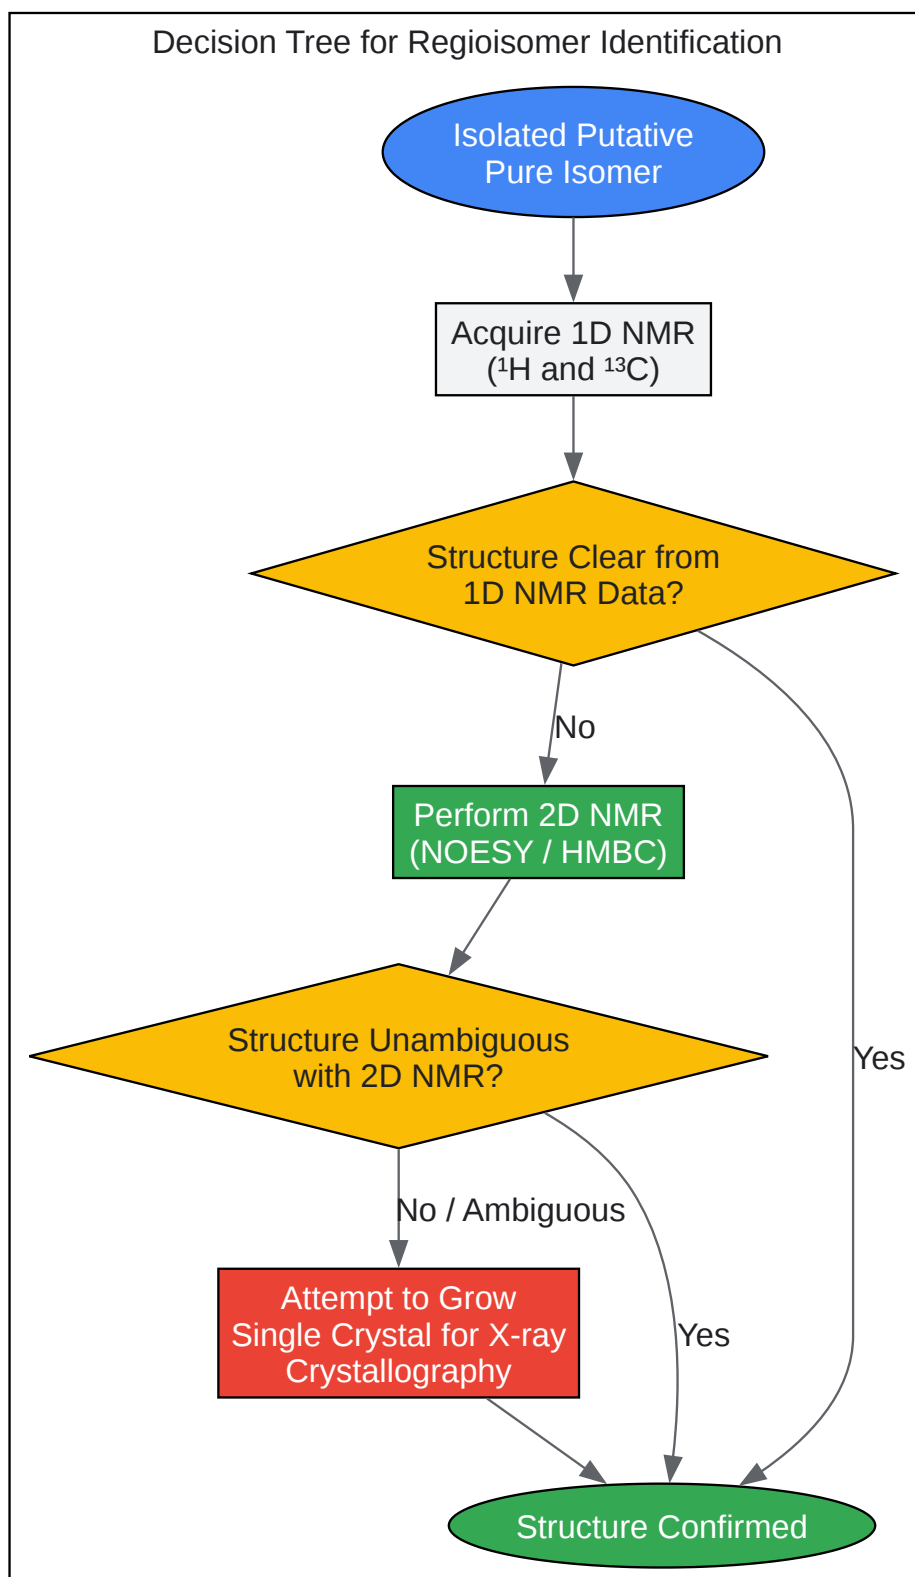 Decision Tree for Regioisomer Identification
Isolated Putative
Pure Isomer
Acquire 1D NMR
(¹H and ¹³C)
Structure Clear from
1D NMR Data?
No
Perform 2D NMR
(NOESY / HMBC)
Structure Unambiguous
with 2D NMR?
Yes
No / Ambiguous
Attempt to Grow
Single Crystal for X-ray
Crystallography
Yes
Structure Confirmed